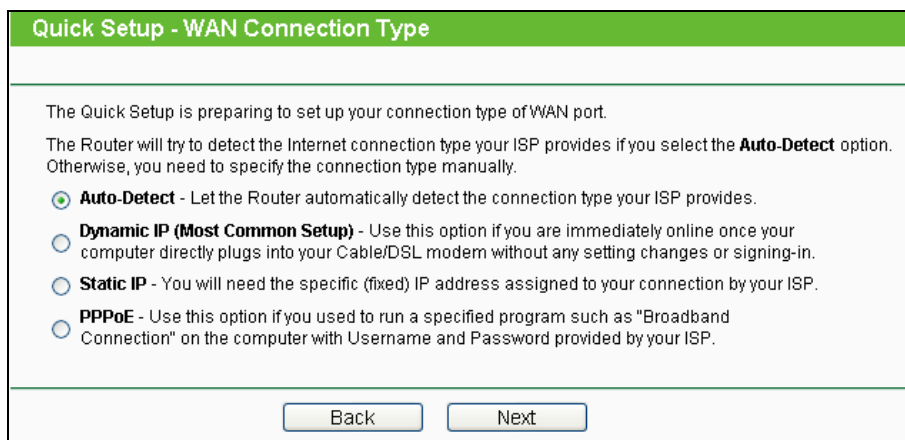 Quick Setup - WAN Connection Type
The Quick Setup is preparing to set up your connection type of WAN port.
The Router will try to detect the Internet connection type your ISP provides if you select the Auto-Detect option.
Otherwise, you need to specify the connection type manually.
Auto-Detect - Let the Router automatically detect the connection type your ISP provides.
Dynamic IP (Most Common Setup) - Use this option if you are immediately online once your
computer directly plugs into your Cable/DSL modem without any setting changes or signing-in.
Static IP - You will need the specific (fixed) IP address assigned to your connection by your ISP.
PPPoE - Use this option if you used to run a specified program such as "Broadband
Connection" on the computer with Username and Password provided by your ISP.
Back Next